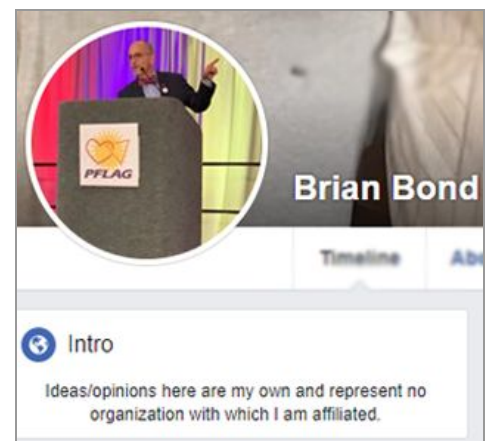 PFLAG
Brian Bond
Timeline
Abo
Intro
Ideas/opinions here are my own and represent no
organization with which I am affiliated.